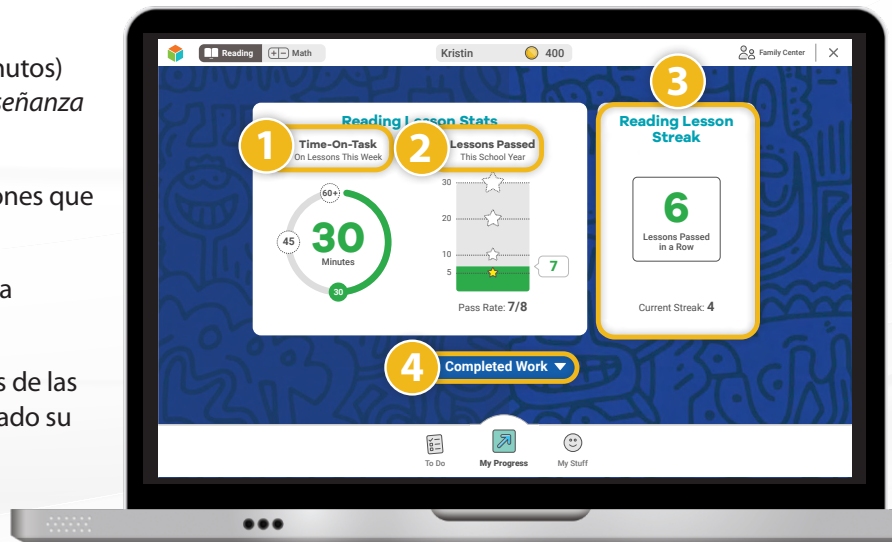 nutos)
señanza
ones que
a
s de las
ado su
Reading
Math
Kristin
400
Family Center
Reading Lesson Stats
1
Time-On-Task
On Lessons This Week
60+
45
30
Minutes
30
2
Lessons Passed
This School Year
30
20
10
5
7
Pass Rate: 7/8
3
Reading Lesson
Streak
6
Lessons Passed
in a Row
Current Streak: 4
4
Completed Work
To Do
My Progress
My Stuff